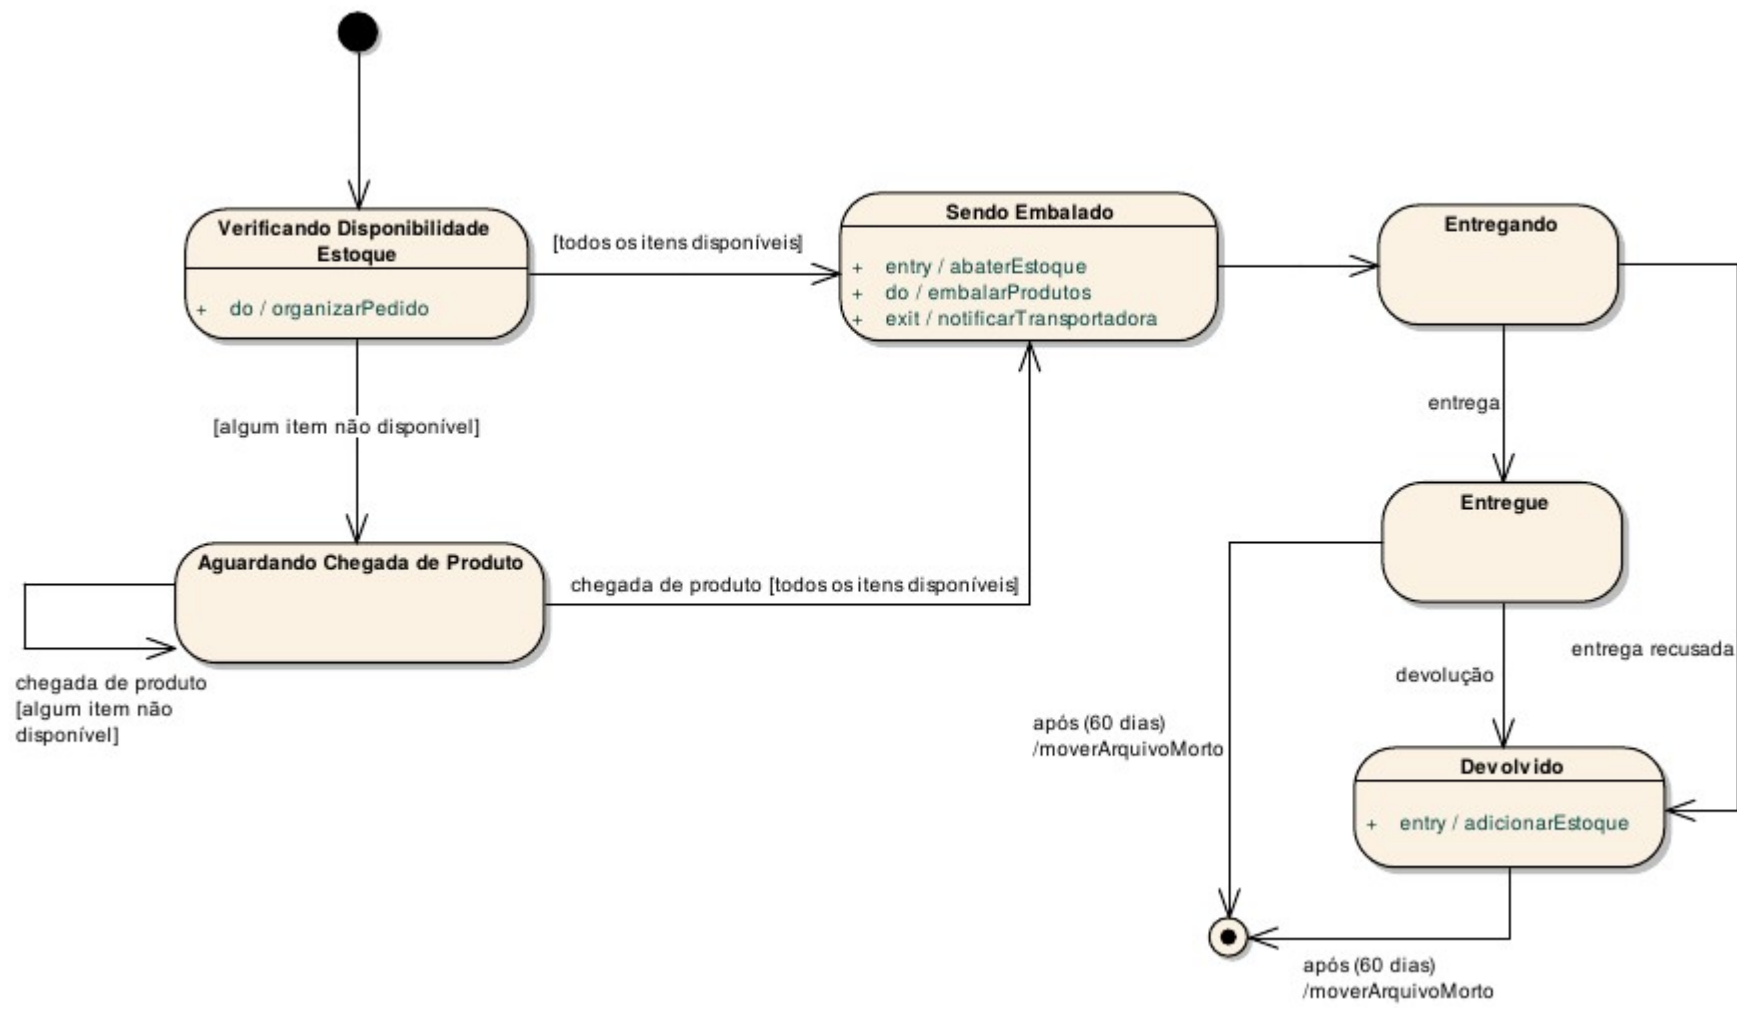 Verificando Disponibilidade
Estoque
+ do / organizarPedido
[todos os itens disponíveis]
Sendo Embalado
+ entry / abaterEstoque
+ do / embalarProdutos
+ exit / notificarTransportadora
Entregando
[algum item não disponível]
entrega
Entregue
Aguardando Chegada de Produto
chegada de produto [todos os itens disponíveis]
chegada de produto
[algum item não
disponível]
entrega recusada
devolução
após (60 dias)
/moverArquivoMorto
Devolvido
+ entry / adicionarEstoque
após (60 dias)
/moverArquivoMorto